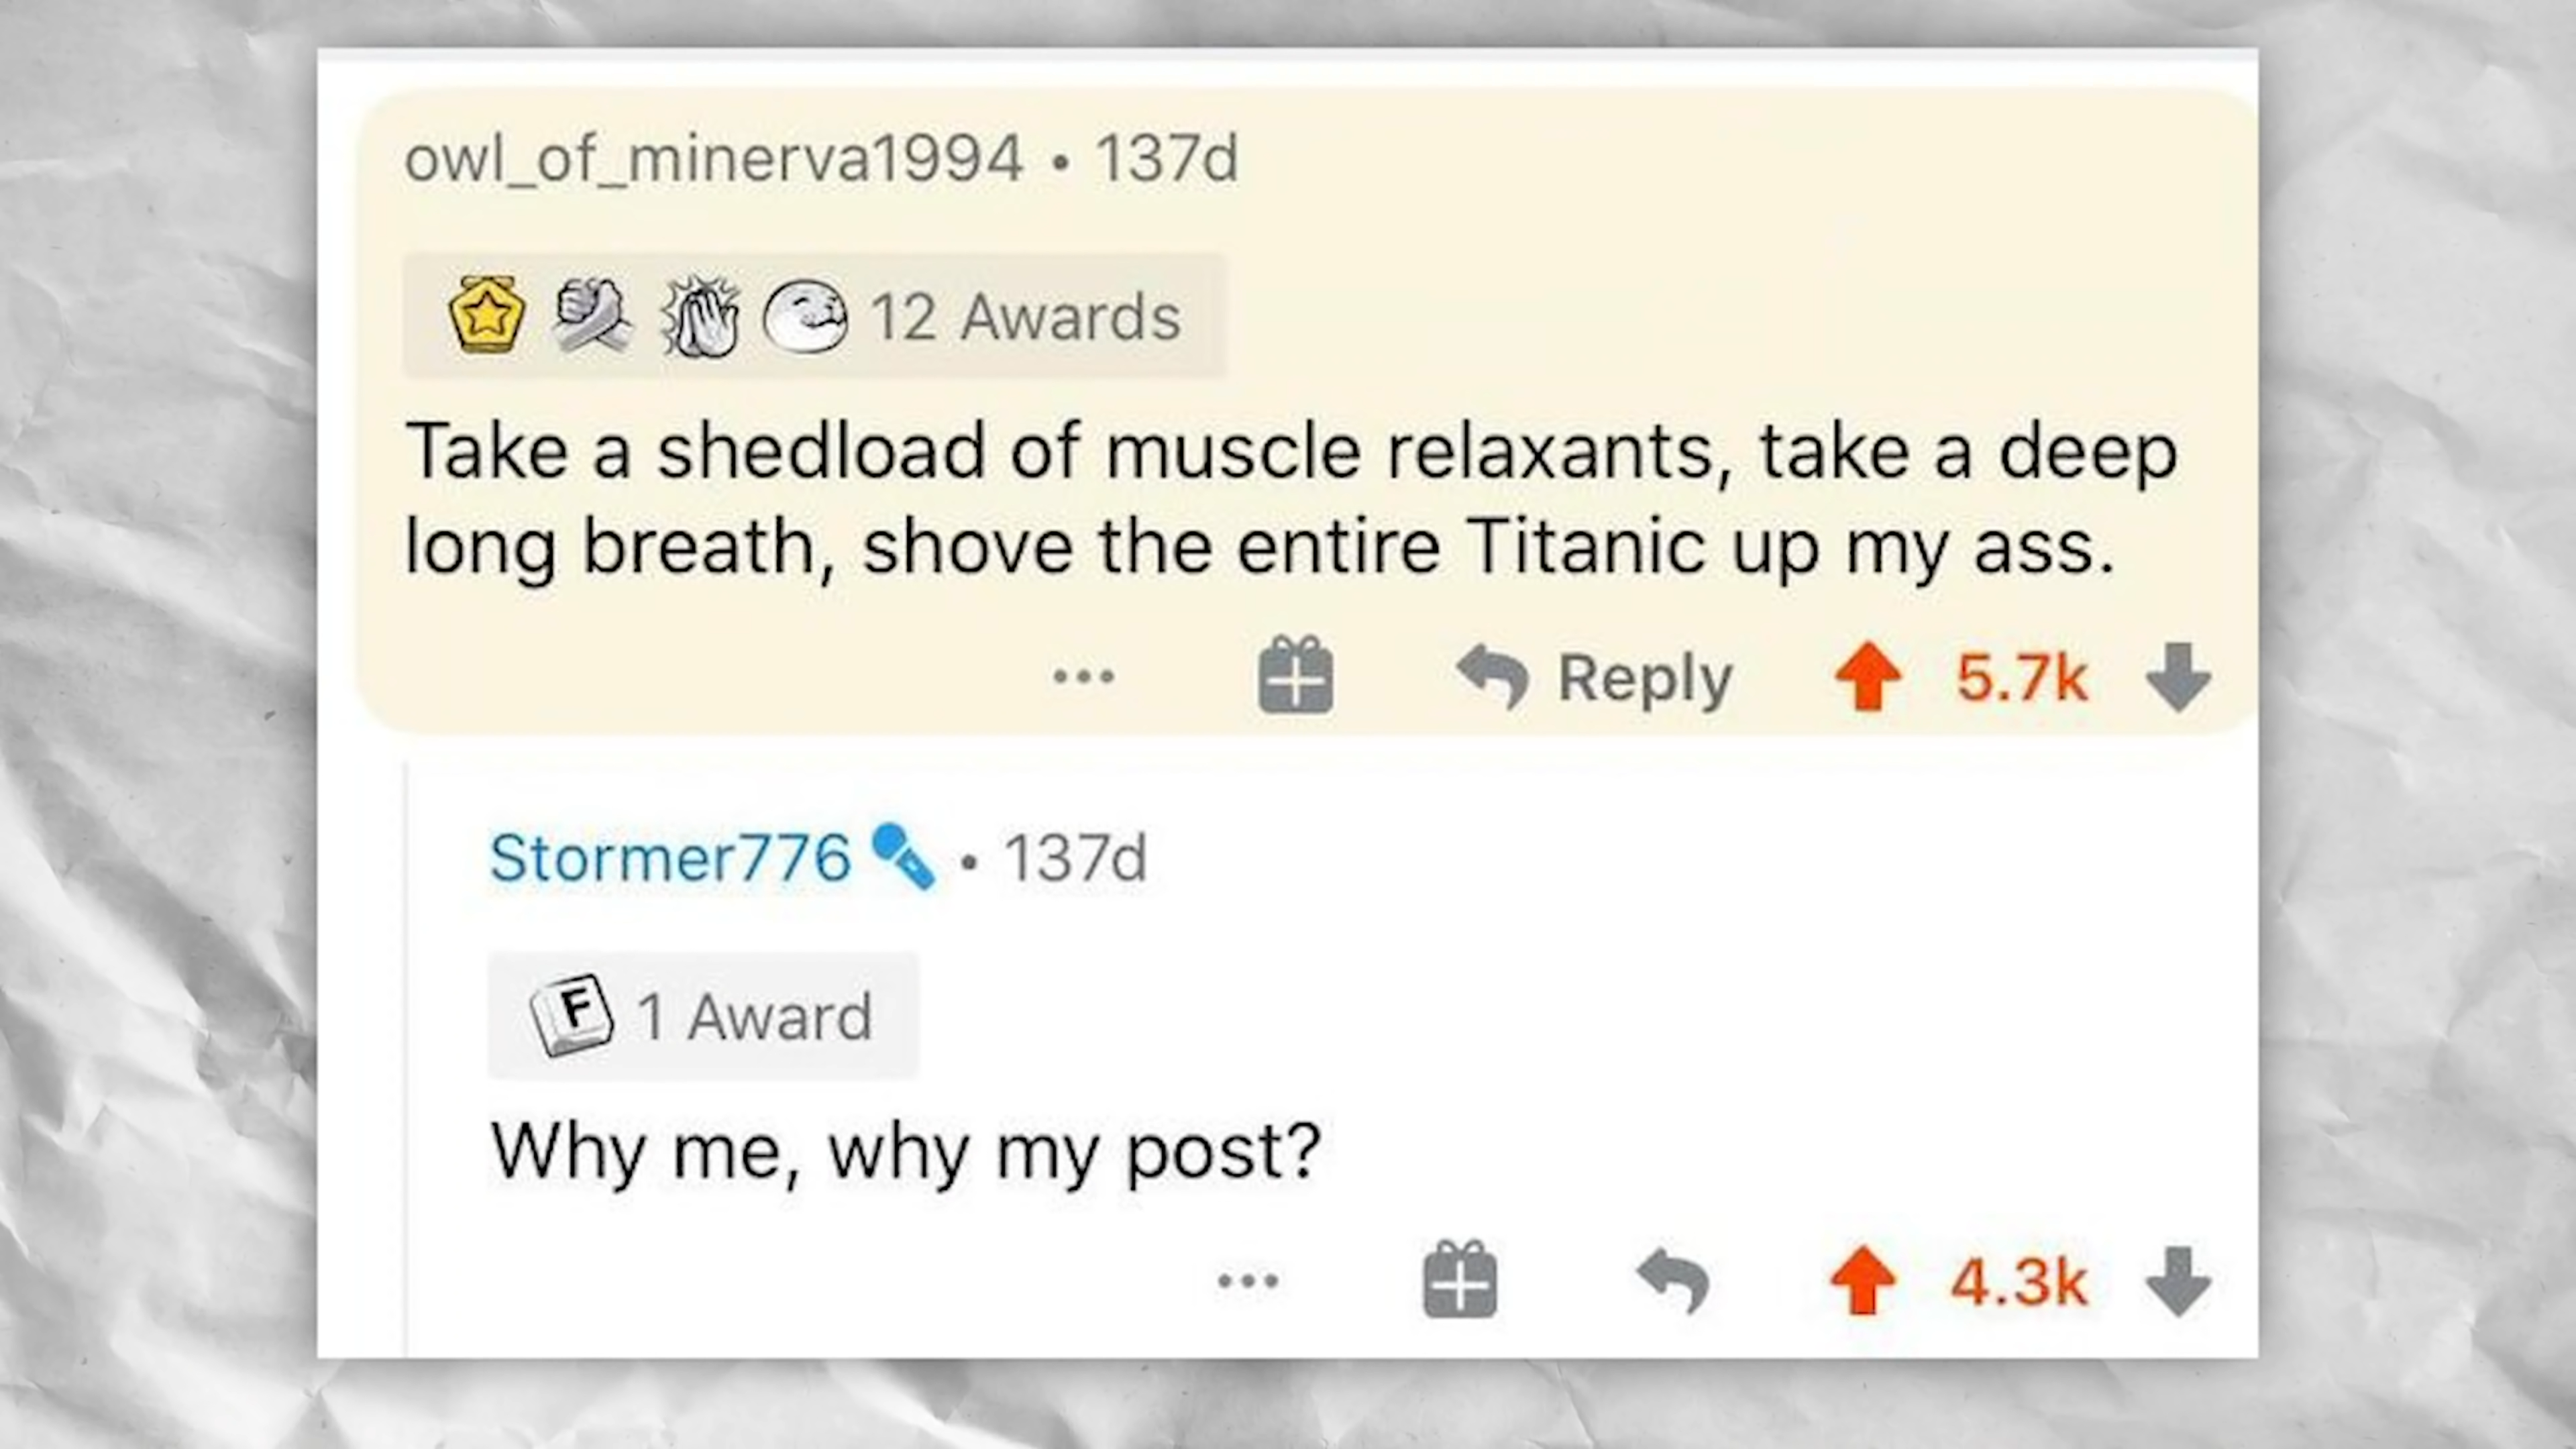 owl_of_minerva1994 • 137d
12 Awards
Take a shedload of muscle relaxants, take a deep
long breath, shove the entire Titanic up my ass.
Reply 5.7k
Stormer776 • 137d
F 1 Award
Why me, why my post?
4.3k